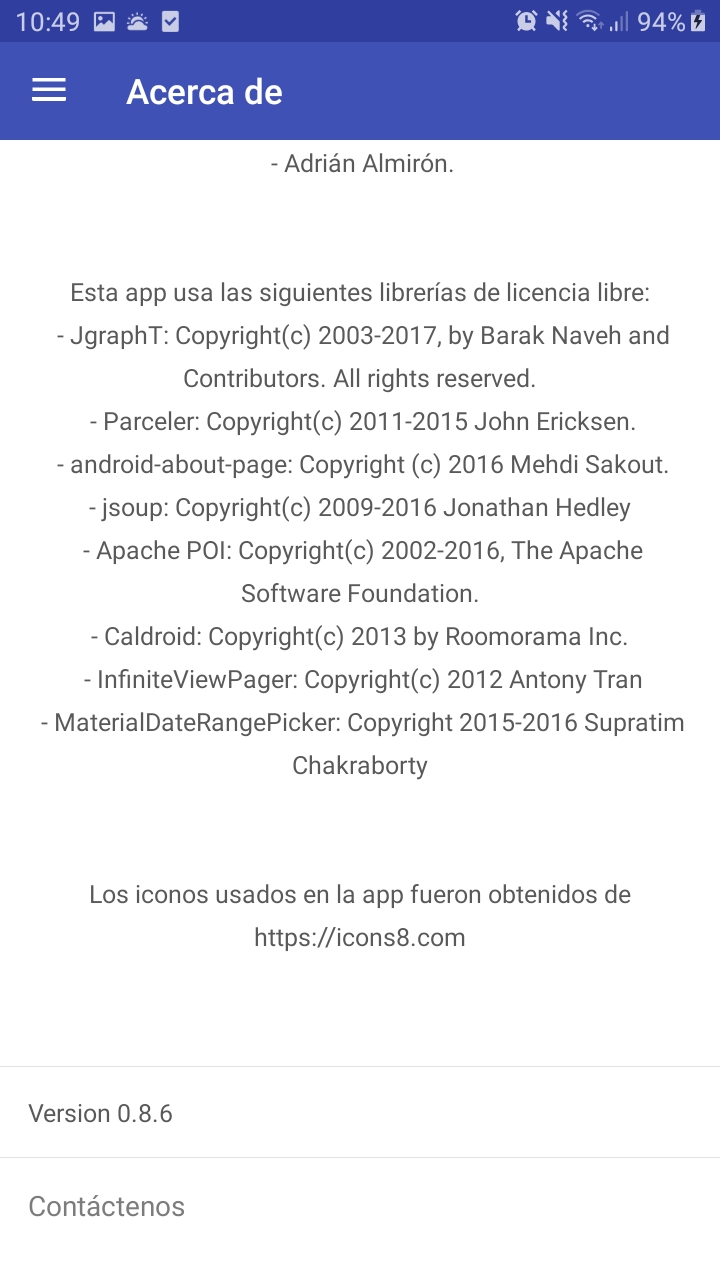 10:49
94%
Acerca de
- Adrián Almirón.
Esta app usa las siguientes librerías de licencia libre:
- JgraphT: Copyright(c) 2003-2017, by Barak Naveh and
Contributors. All rights reserved.
- Parceler: Copyright(c) 2011-2015 John Ericksen.
- android-about-page: Copyright (c) 2016 Mehdi Sakout.
- jsoup: Copyright(c) 2009-2016 Jonathan Hedley
- Apache POI: Copyright(c) 2002-2016, The Apache
Software Foundation.
- Caldroid: Copyright(c) 2013 by Roomorama Inc.
- InfiniteViewPager: Copyright(c) 2012 Antony Tran
- MaterialDateRangePicker: Copyright 2015-2016 Supratim
Chakraborty
Los iconos usados en la app fueron obtenidos de
https://icons8.com
Version 0.8.6
Contáctenos